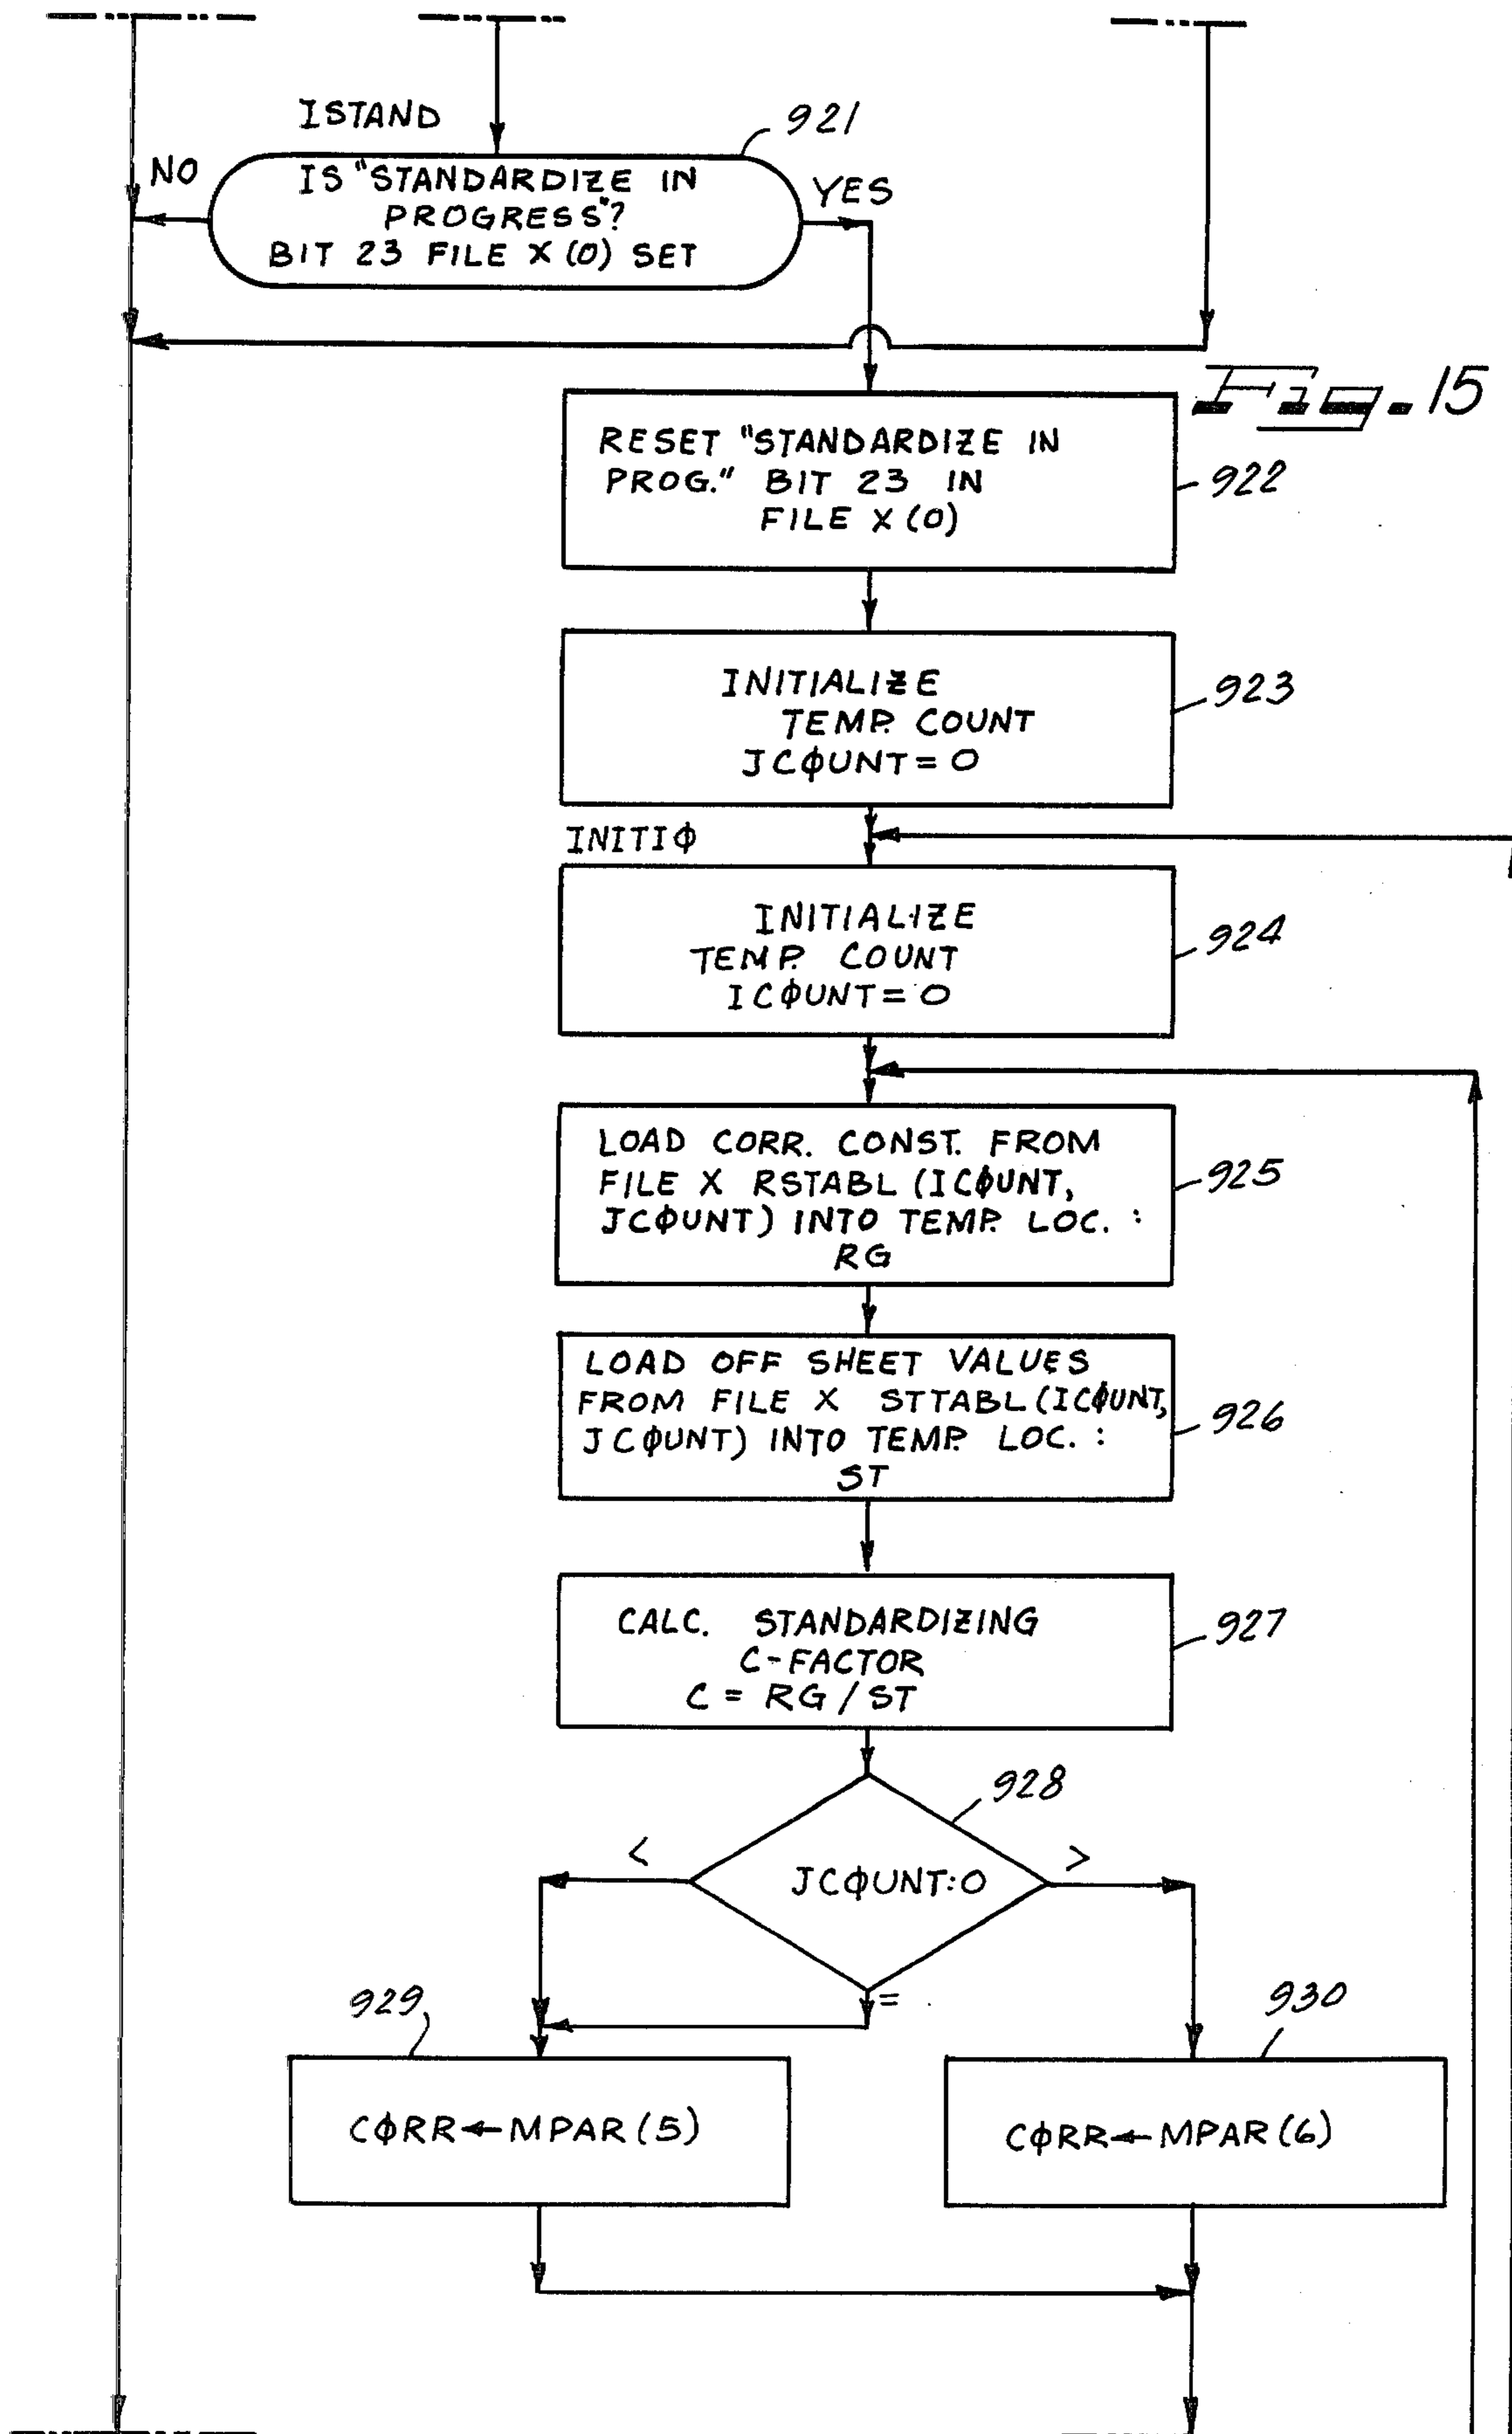 ISTAND
921
NO
IS "STANDARDIZE IN
PROGRESS"?
BIT 23 FILE X (0) SET
YES
Fig. 15
RESET "STANDARDIZE IN
PROG." BIT 23 IN
FILE X (0)
922
INITIALIZE
TEMP. COUNT
JCϕUNT = 0
923
INITIϕ
INITIALIZE
TEMP. COUNT
ICϕUNT = 0
924
LOAD CORR. CONST. FROM
FILE X RSTABL (ICϕUNT,
JCϕUNT) INTO TEMP. LOC. :
RG
925
LOAD OFF SHEET VALUES
FROM FILE X STTABL (ICϕUNT,
JCϕUNT) INTO TEMP. LOC. :
ST
926
CALC. STANDARDIZING
C-FACTOR
C = RG / ST
927
928
<
JCϕUNT:0
>
=
929
930
CϕRR←MPAR(5)
CϕRR←MPAR(6)